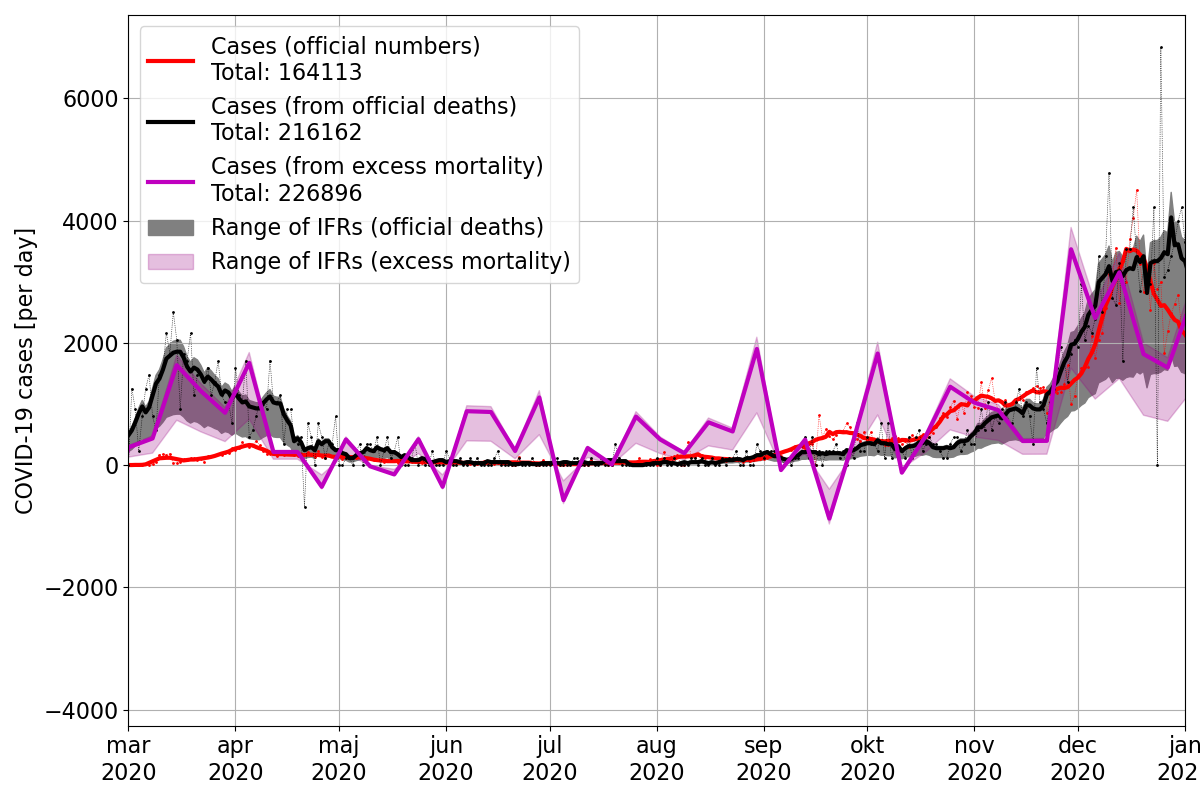 Cases (official numbers)
Total: 164113
Cases (from official deaths)
Total: 216162
Cases (from excess mortality)
Total: 226896
Range of IFRs (official deaths)
Range of IFRs (excess mortality)
COVID-19 cases [per day]
6000
4000
2000
0
−2000
−4000
mar apr maj jun jul aug sep okt nov dec jan
2020 2020 2020 2020 2020 2020 2020 2020 2020 2020 202